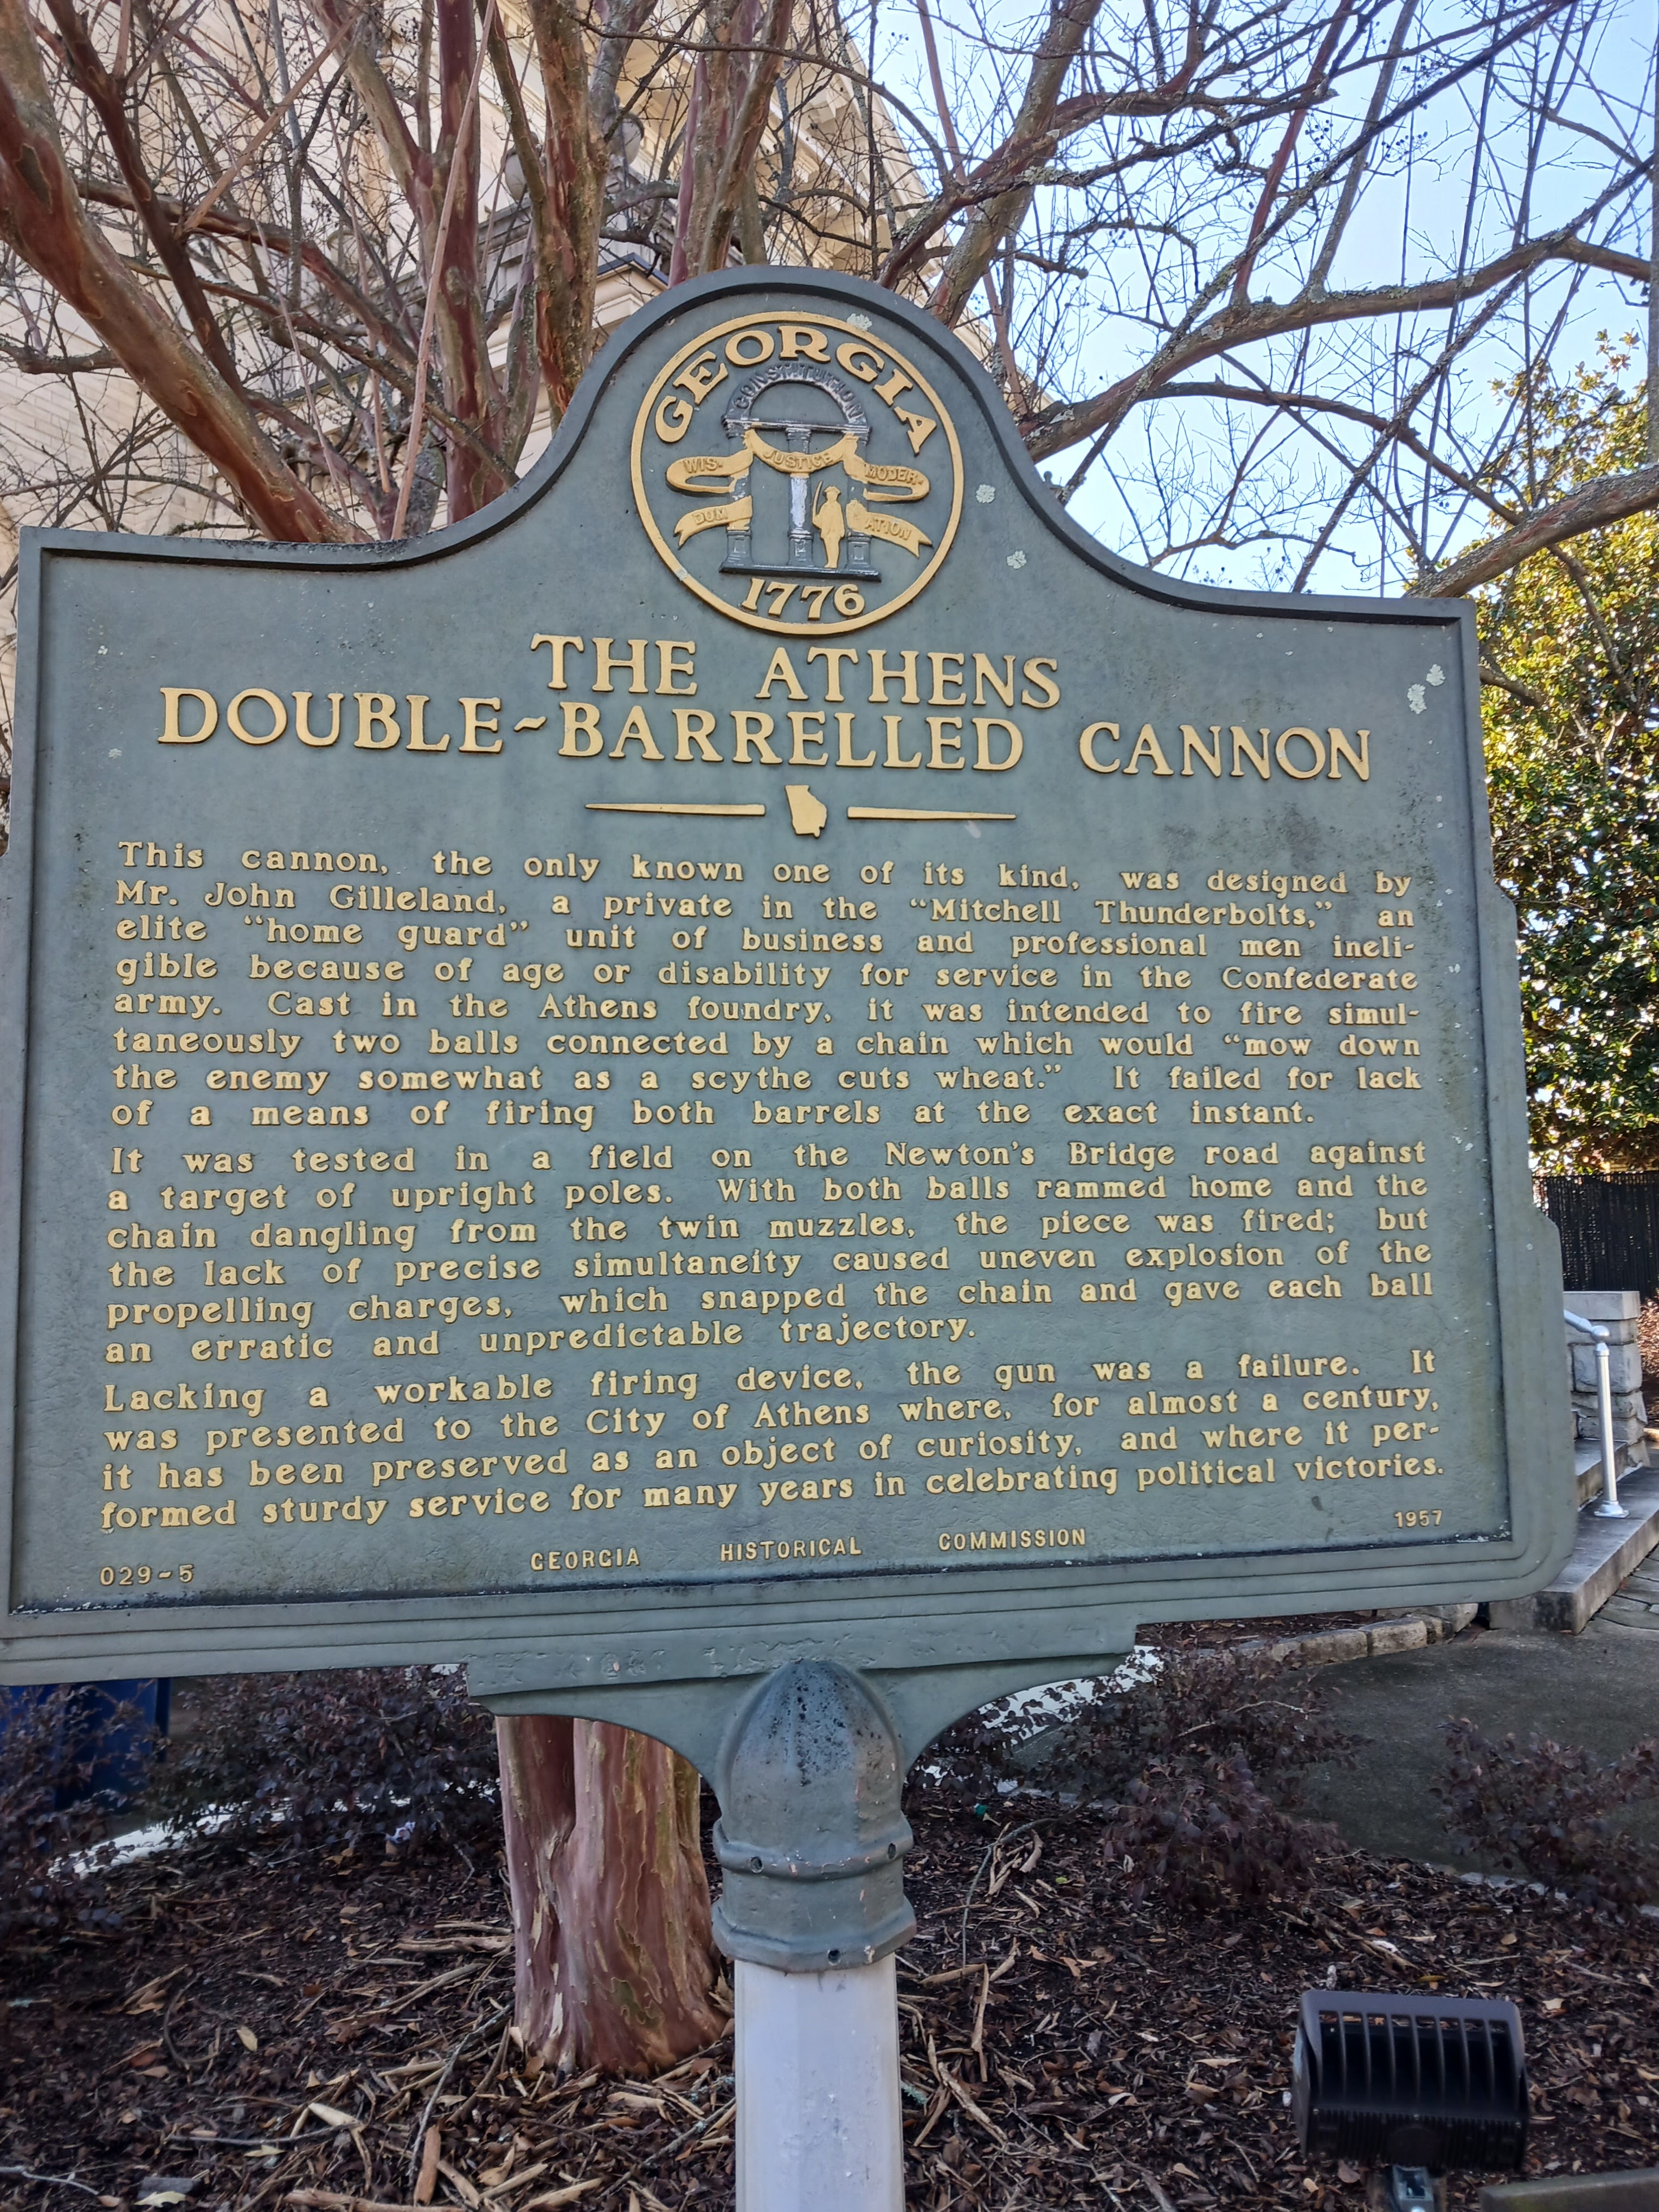 GEORGIA
CONSTITUTION
WIS- JUSTICE MODER-
DOM ATION
1776
THE ATHENS
DOUBLE~BARRELLED CANNON
This cannon, the only known one of its kind, was designed by
Mr. John Gilleland, a private in the "Mitchell Thunderbolts," an
elite "home guard" unit of business and professional men ineli-
gible because of age or disability for service in the Confederate
army. Cast in the Athens foundry, it was intended to fire simul-
taneously two balls connected by a chain which would "mow down
the enemy somewhat as a scythe cuts wheat." It failed for lack
of a means of firing both barrels at the exact instant.
It was tested in a field on the Newton's Bridge road against
a target of upright poles. With both balls rammed home and the
chain dangling from the twin muzzles, the piece was fired; but
the lack of precise simultaneity caused uneven explosion of the
propelling charges, which snapped the chain and gave each ball
an erratic and unpredictable trajectory.
Lacking a workable firing device, the gun was a failure. It
was presented to the City of Athens where, for almost a century,
it has been preserved as an object of curiosity, and where it per-
formed sturdy service for many years in celebrating political victories.
029-5 GEORGIA HISTORICAL COMMISSION 1957